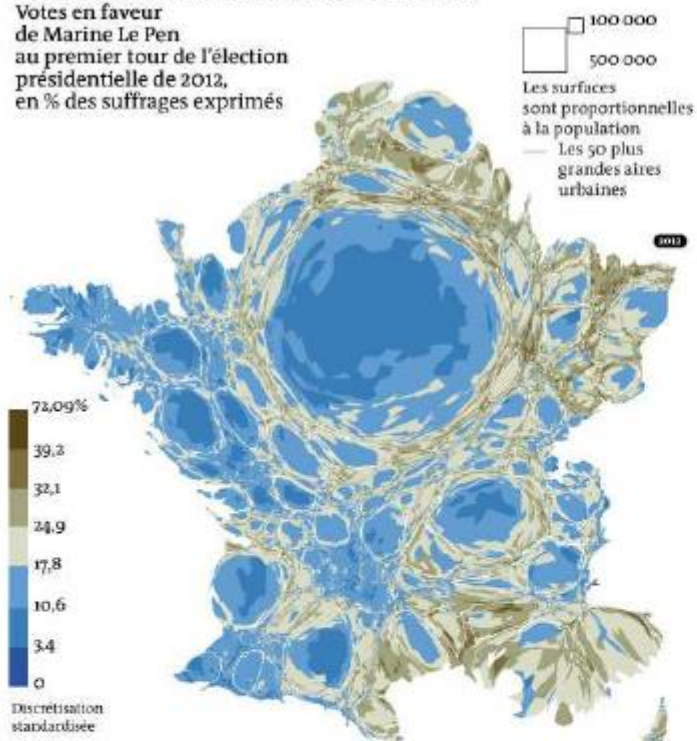 Votes en faveur
de Marine Le Pen
au premier tour de l'élection
présidentielle de 2012,
en % des suffrages exprimés
100 000
500 000
Les surfaces
sont proportionnelles
à la population
Les 50 plus
grandes aires
urbaines
2012
72,09%
39,2
32,1
24,9
17,8
10,6
3,4
0
Discrétisation
standardisée